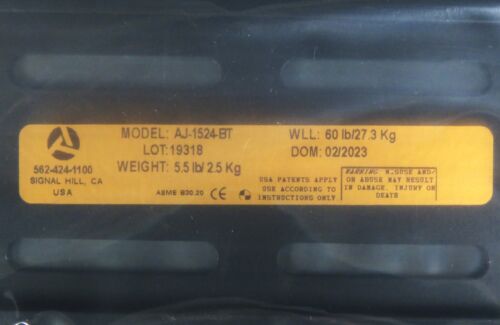 MODEL: AJ-1524-BT
WLL: 60 lb/27.3 Kg
LOT: 19318
DOM: 02/2023
562-424-1100
WEIGHT: 5.5 lb/ 2.5 Kg
SIGNAL HILL, CA
USA
ASME B30.20
CE
USA PATENTS APPLY
USE ACCORDING TO
INSTRUCTIONS ONLY
WARNING: MISUSE AND/
OR ABUSE MAY RESULT
IN DAMAGE, INJURY OR
DEATH